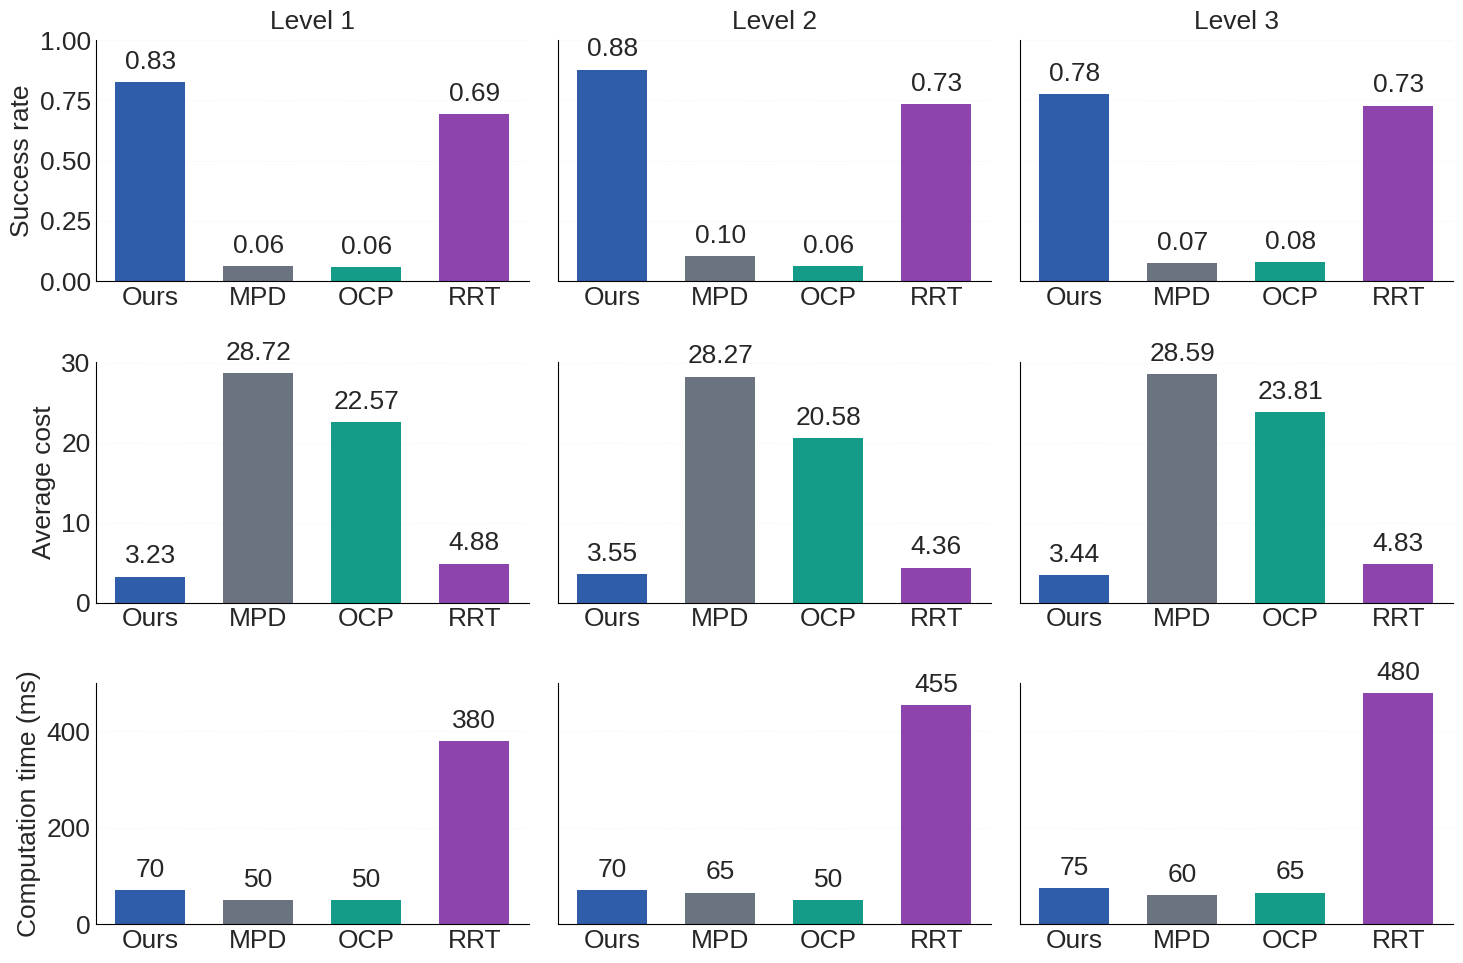 Level 1 Level 2 Level 3
Success rate
1.00
0.75
0.50
0.25
0.00
0.83 0.06 0.06 0.69
0.88 0.10 0.06 0.73
0.78 0.07 0.08 0.73
Ours MPD OCP RRT
Ours MPD OCP RRT
Ours MPD OCP RRT
Average cost
30
20
10
0
3.23 28.72 22.57 4.88
3.55 28.27 20.58 4.36
3.44 28.59 23.81 4.83
Ours MPD OCP RRT
Ours MPD OCP RRT
Ours MPD OCP RRT
Computation time (ms)
400
200
0
70 50 50 380
70 65 50 455
75 60 65 480
Ours MPD OCP RRT
Ours MPD OCP RRT
Ours MPD OCP RRT